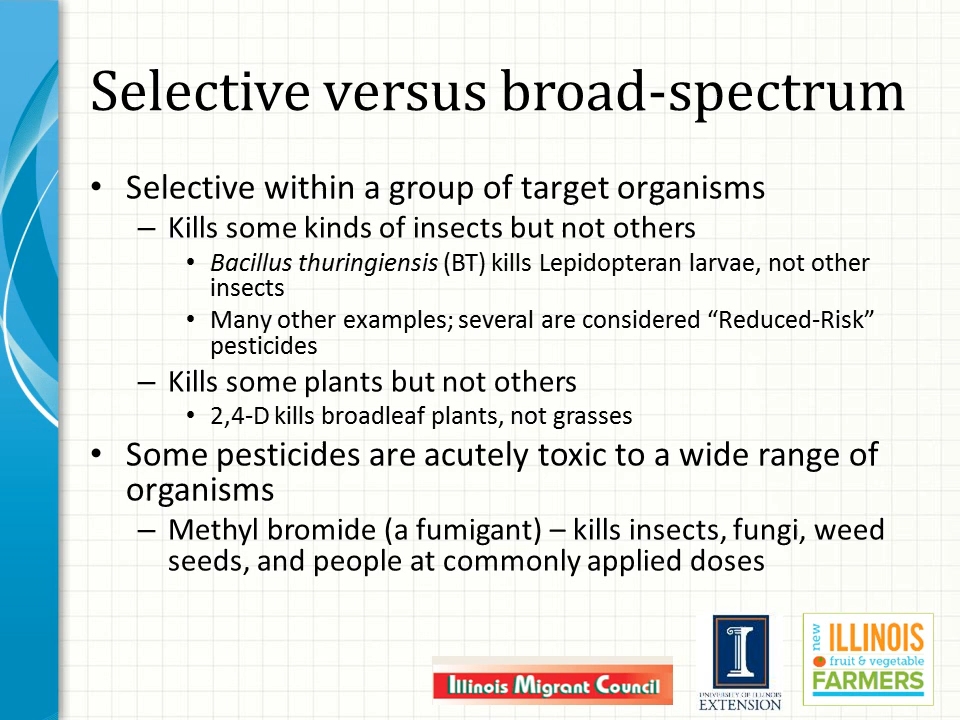 Selective versus broad-spectrum
• Selective within a group of target organisms
– Kills some kinds of insects but not others
• Bacillus thuringiensis (BT) kills Lepidopteran larvae, not other
insects
• Many other examples; several are considered “Reduced-Risk”
pesticides
– Kills some plants but not others
• 2,4-D kills broadleaf plants, not grasses
• Some pesticides are acutely toxic to a wide range of
organisms
– Methyl bromide (a fumigant) – kills insects, fungi, weed
seeds, and people at commonly applied doses
Illinois Migrant Council
UNIVERSITY OF ILLINOIS
EXTENSION
new
ILLINOIS
fruit & vegetable
FARMERS